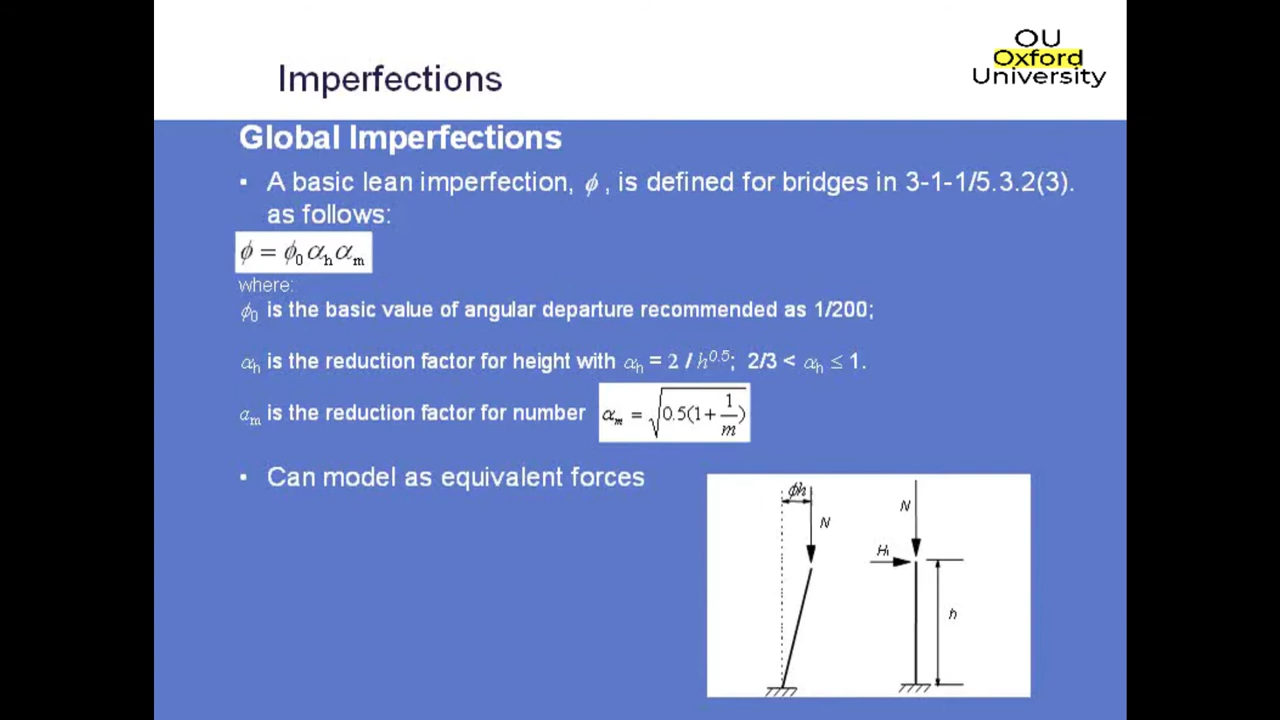 Imperfections
OU
Oxford
University
Global Imperfections
▪ A basic lean imperfection, ϕ , is defined for bridges in 3-1-1/5.3.2(3).
as follows:
ϕ = ϕ₀ αₕ αₘ
where:
ϕ₀ is the basic value of angular departure recommended as 1/200;
αₕ is the reduction factor for height with αₕ = 2 / h^0.5; 2/3 < αₕ ≤ 1.
αₘ is the reduction factor for number αₘ = √0.5(1+1/m)
▪ Can model as equivalent forces
ϕh
N
N
Hᵢ
h